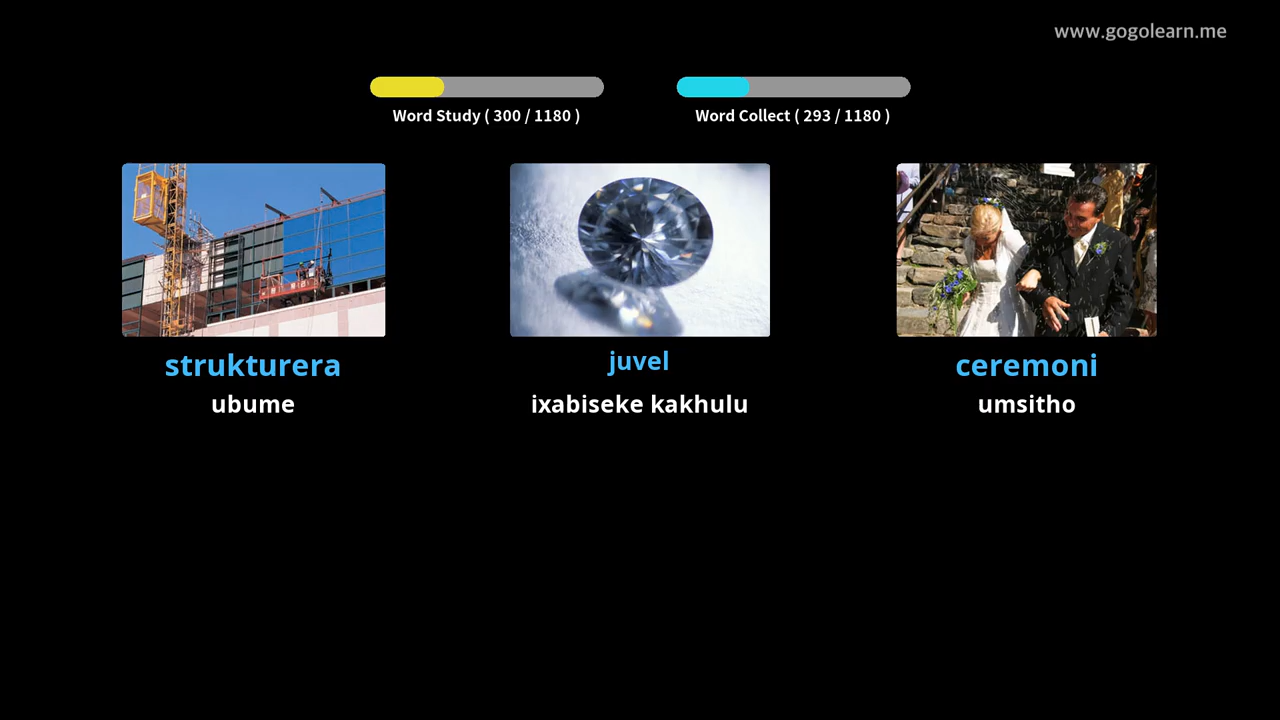 www.gogolearn.me
Word Study ( 300 / 1180 )
Word Collect ( 293 / 1180 )
strukturera
ubume
juvel
ixabiseke kakhulu
ceremoni
umsitho